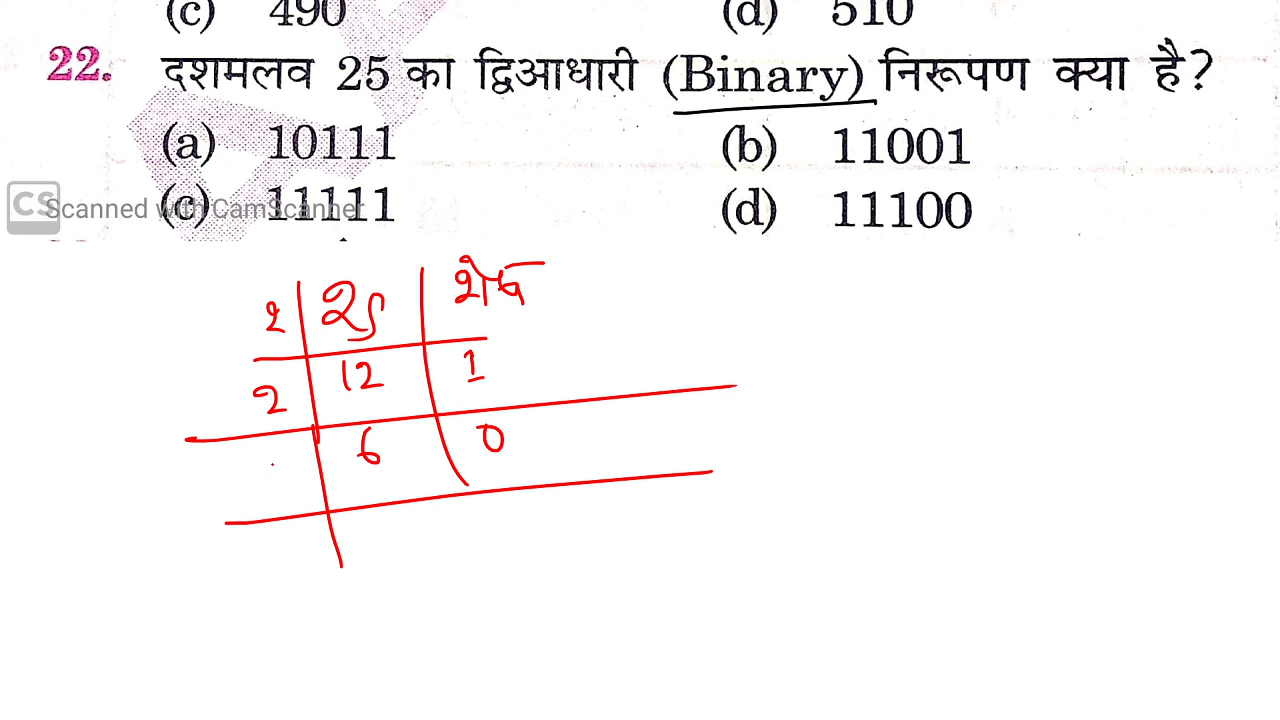 (c) 490 (d) 510
22. दशमलव 25 का द्विआधारी (Binary) निरूपण क्या है?
(a) 10111 (b) 11001
(c) 11111 (d) 11100
CS Scanned with CamScanner
2 25 शेष
2 12 1
6 0